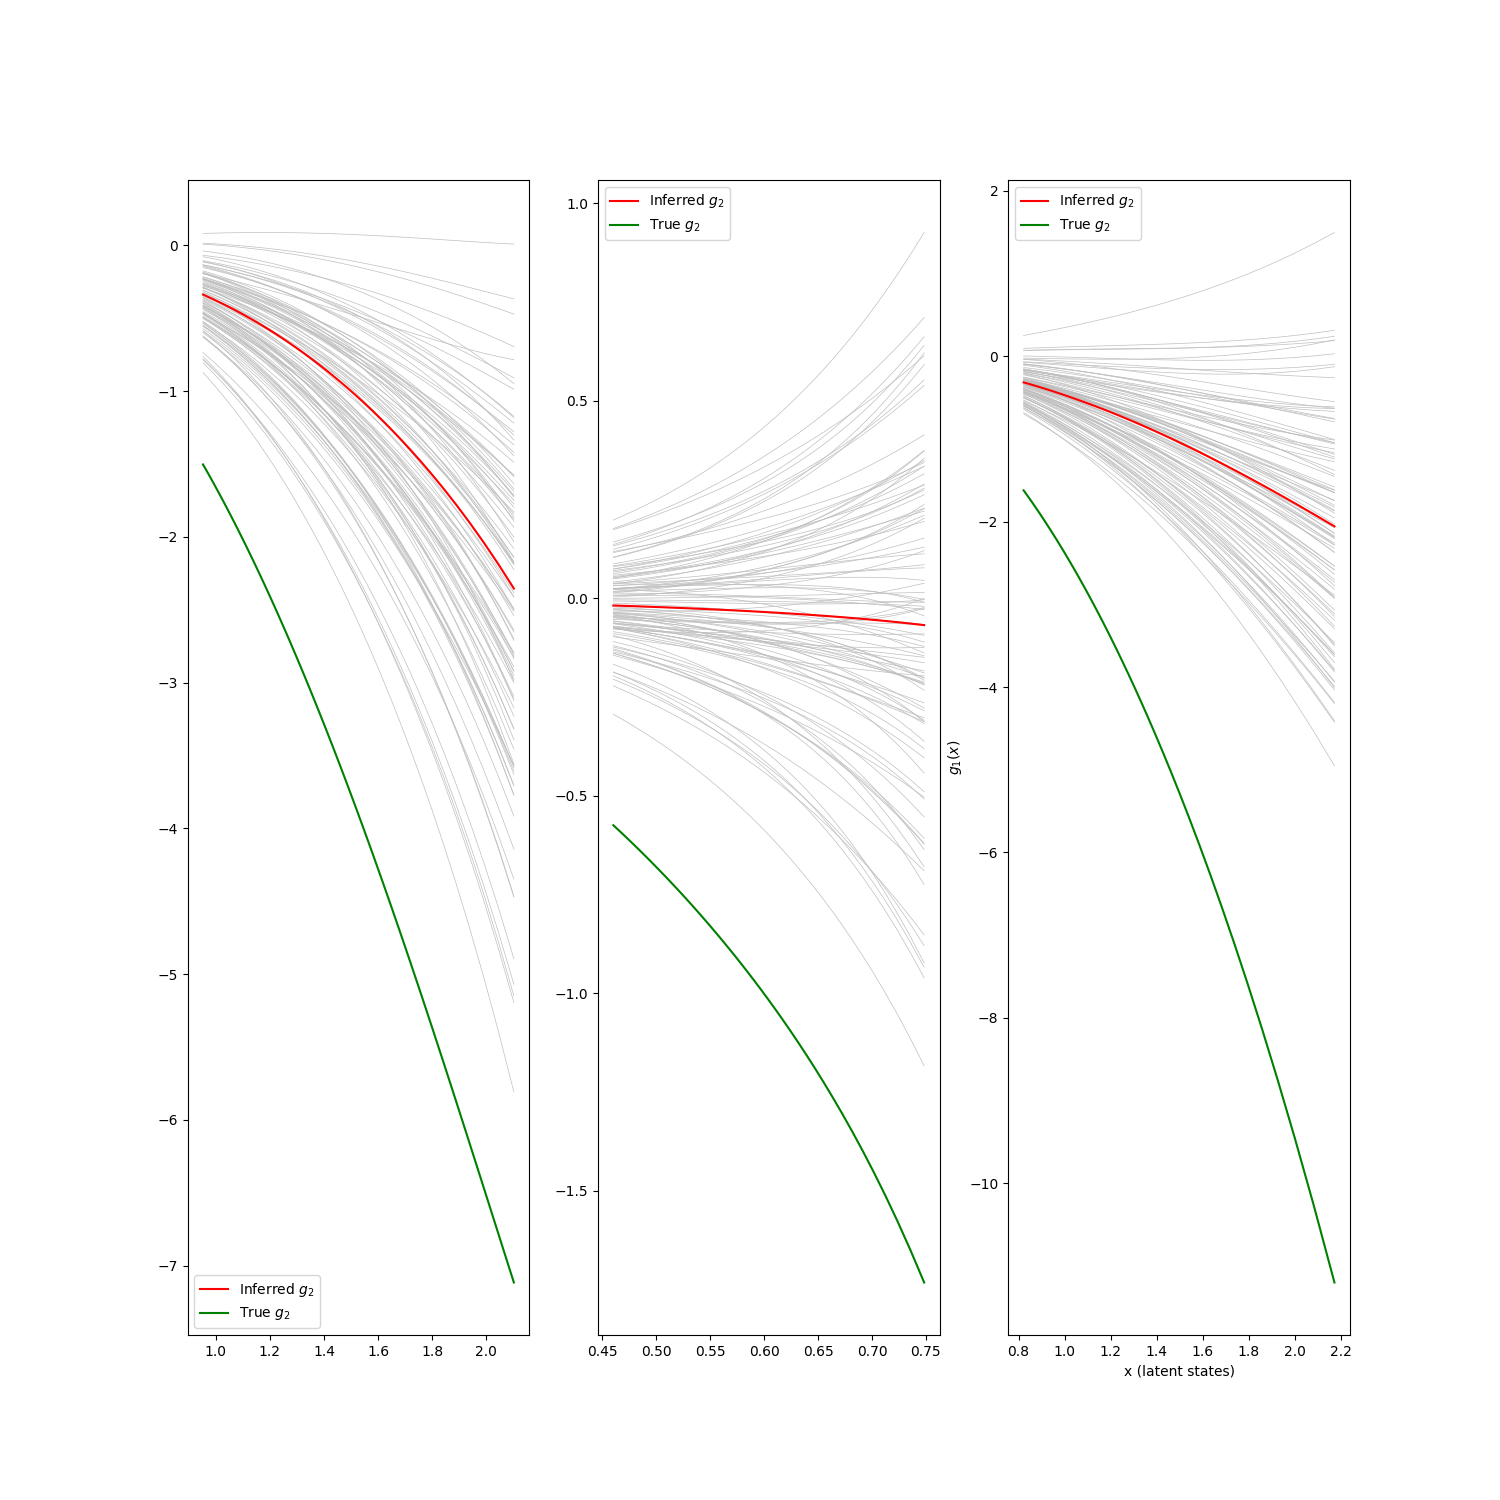 0
−1
−2
−3
−4
−5
−6
−7
1.0 1.2 1.4 1.6 1.8 2.0
Inferred g₂
True g₂
1.0
0.5
0.0
−0.5
−1.0
−1.5
0.45 0.50 0.55 0.60 0.65 0.70 0.75
Inferred g₂
True g₂
g₁(x)
2
0
−2
−4
−6
−8
−10
0.8 1.0 1.2 1.4 1.6 1.8 2.0 2.2
x (latent states)
Inferred g₂
True g₂